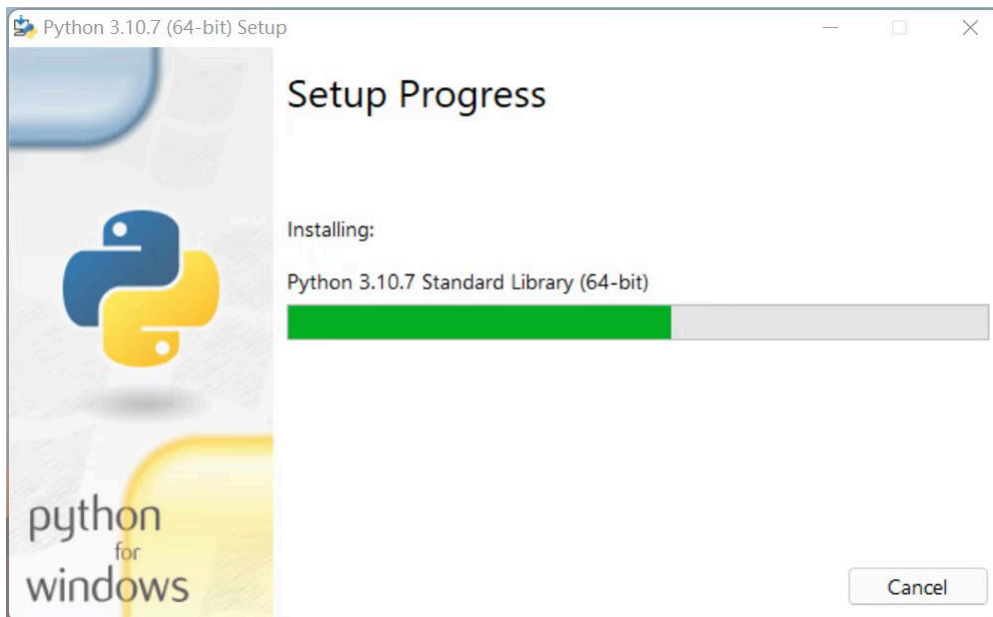 Python 3.10.7 (64-bit) Setup
Setup Progress
Installing:
Python 3.10.7 Standard Library (64-bit)
python
for
windows
Cancel